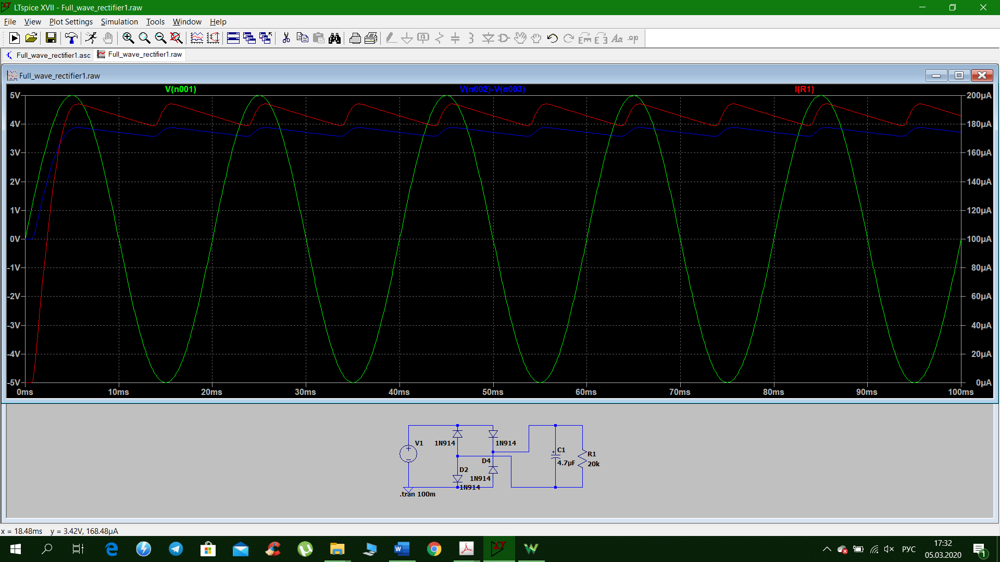 LTspice XVII - Full_wave_rectifier1.raw
File View Plot Settings Simulation Tools Window Help
Full_wave_rectifier1.asc Full_wave_rectifier1.raw
Full_wave_rectifier1.raw
V(n001) V(n002)-V(n003) I(R1)
5V 200µA
4V 180µA
3V 160µA
2V 140µA
1V 120µA
0V 100µA
-1V 80µA
-2V 60µA
-3V 40µA
-4V 20µA
-5V 0µA
0ms 10ms 20ms 30ms 40ms 50ms 60ms 70ms 80ms 90ms 100ms
V1 1N914 1N914
C1 R1
D4 4.7µF 20k
D2
1N914
1N914
.tran 100m
x = 18.48ms y = 3.42V, 168.48µA
17:32
РУС
05.03.2020
1